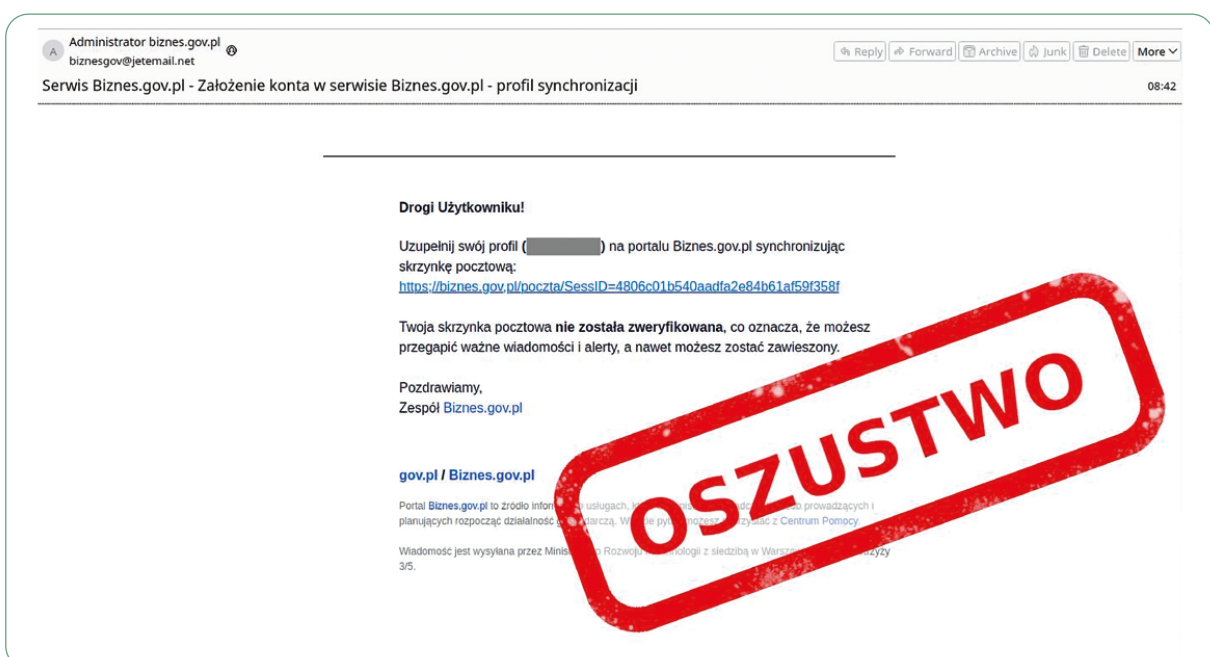 A
Administrator biznes.gov.pl
biznesgov@jetemail.net
Reply Forward Archive Junk Delete More
Serwis Biznes.gov.pl - Założenie konta w serwisie Biznes.gov.pl - profil synchronizacji
08:42
Drogi Użytkowniku!
Uzupełnij swój profil ( ) na portalu Biznes.gov.pl synchronizując
skrzynkę pocztową:
https://biznes.gov.pl/poczta/SessID=4806c01b540aadfa2e84b61af59f358f
Twoja skrzynka pocztowa nie została zweryfikowana, co oznacza, że możesz
przegapić ważne wiadomości i alerty, a nawet możesz zostać zawieszony.
Pozdrawiamy,
Zespół Biznes.gov.pl
OSZUSTWO
gov.pl / Biznes.gov.pl
Portal Biznes.gov.pl to źródło usługach, prowadzących i
planujących rozpocząć działalność możesz z Centrum Pomocy.
Wiadomość jest wysyłana przez Rozwoju z siedzibą w
3/5.